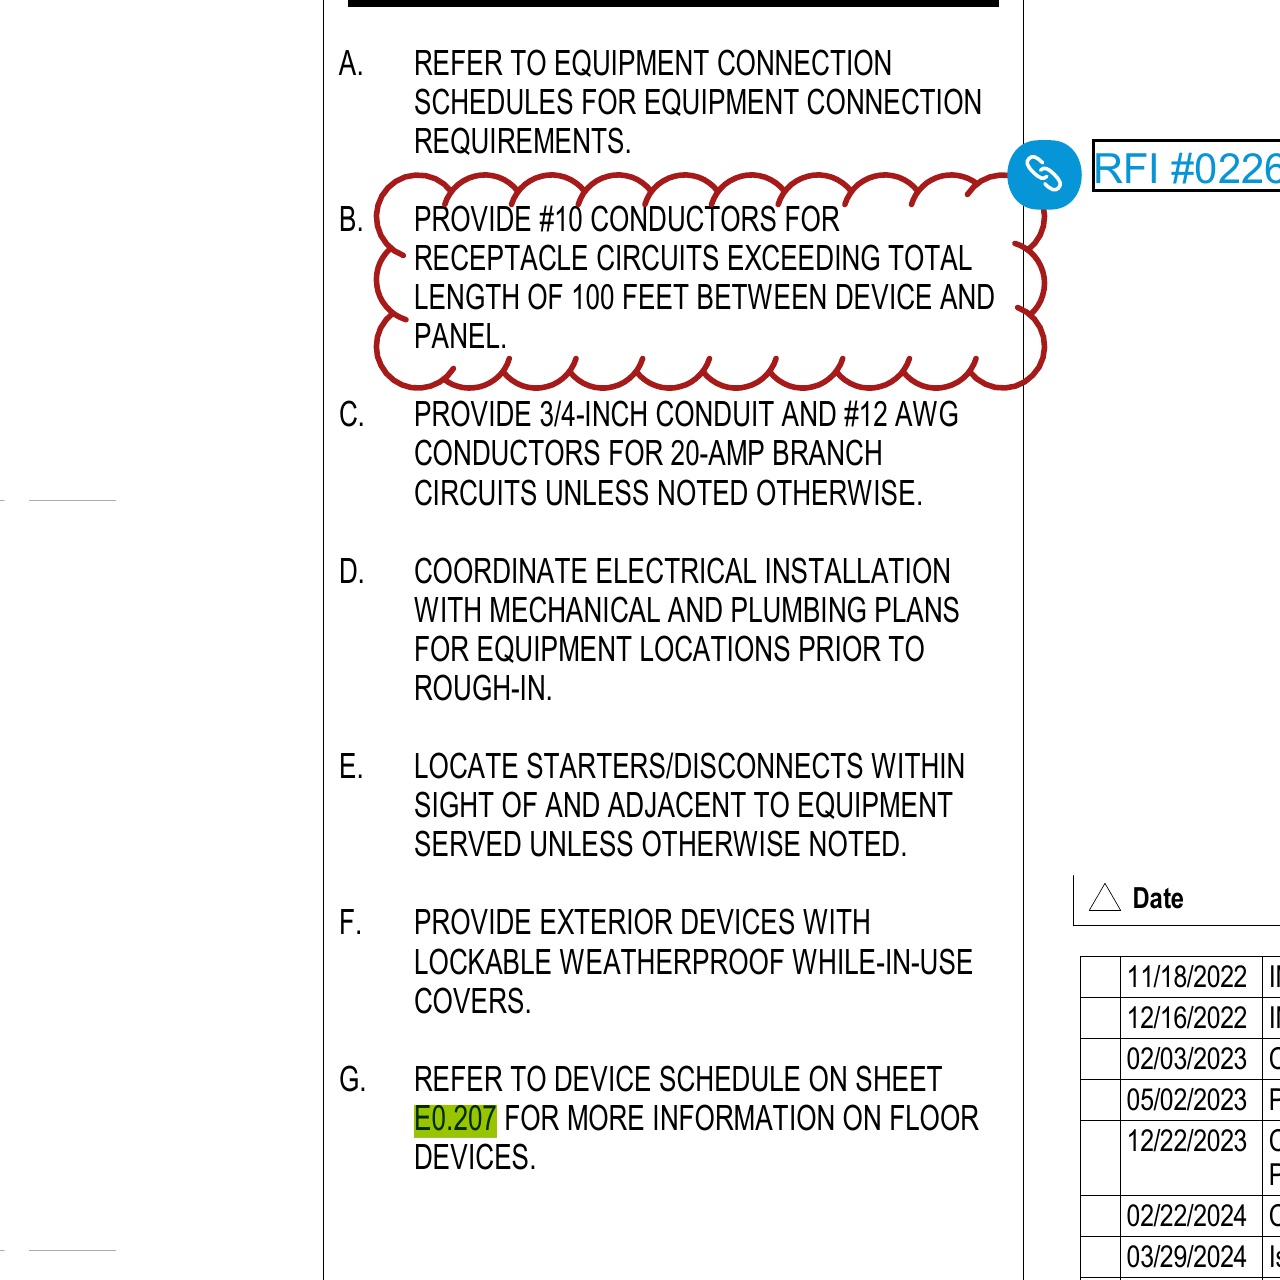 A. REFER TO EQUIPMENT CONNECTION
SCHEDULES FOR EQUIPMENT CONNECTION
REQUIREMENTS.
RFI #0226
B. PROVIDE #10 CONDUCTORS FOR
RECEPTACLE CIRCUITS EXCEEDING TOTAL
LENGTH OF 100 FEET BETWEEN DEVICE AND
PANEL.
C. PROVIDE 3/4-INCH CONDUIT AND #12 AWG
CONDUCTORS FOR 20-AMP BRANCH
CIRCUITS UNLESS NOTED OTHERWISE.
D. COORDINATE ELECTRICAL INSTALLATION
WITH MECHANICAL AND PLUMBING PLANS
FOR EQUIPMENT LOCATIONS PRIOR TO
ROUGH-IN.
E. LOCATE STARTERS/DISCONNECTS WITHIN
SIGHT OF AND ADJACENT TO EQUIPMENT
SERVED UNLESS OTHERWISE NOTED.
F. PROVIDE EXTERIOR DEVICES WITH
LOCKABLE WEATHERPROOF WHILE-IN-USE
COVERS.
G. REFER TO DEVICE SCHEDULE ON SHEET
E0.207 FOR MORE INFORMATION ON FLOOR
DEVICES.
Date
11/18/2022
12/16/2022
02/03/2023
05/02/2023
12/22/2023
02/22/2024
03/29/2024